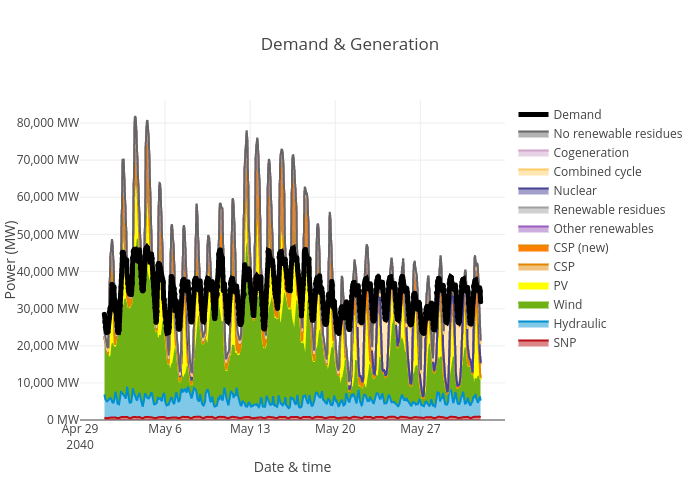 Demand & Generation
80,000 MW
70,000 MW
60,000 MW
50,000 MW
40,000 MW
30,000 MW
20,000 MW
10,000 MW
0 MW
Power (MW)
Apr 29
2040
May 6
May 13
May 20
May 27
Date & time
Demand
No renewable residues
Cogeneration
Combined cycle
Nuclear
Renewable residues
Other renewables
CSP (new)
CSP
PV
Wind
Hydraulic
SNP